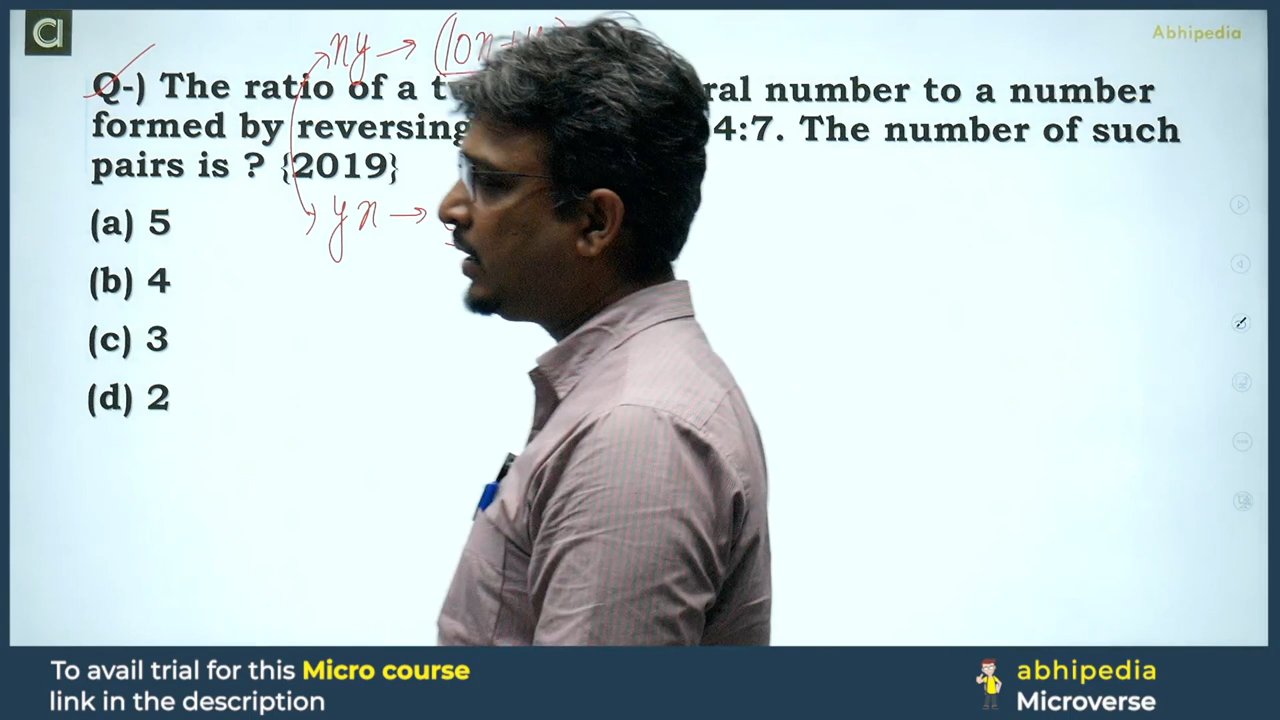 Abhipedia
xy → (10x+
Q-) The ratio of a ral number to a number
formed by reversing 4:7. The number of such
pairs is ? {2019}
yx →
(a) 5
(b) 4
(c) 3
(d) 2
To avail trial for this Micro course
link in the description
abhipedia
Microverse